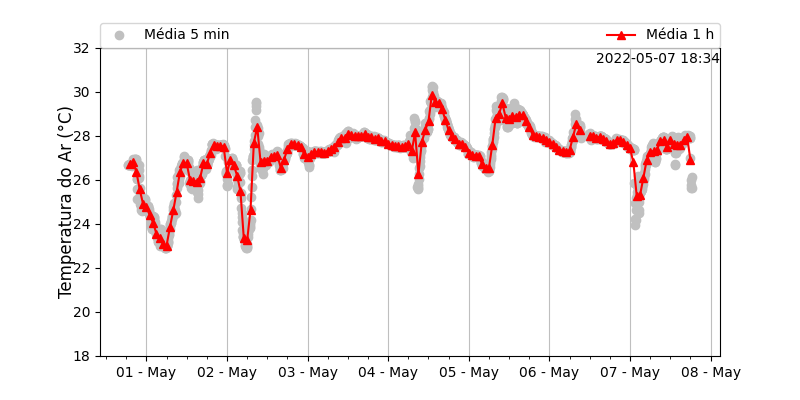 Média 5 min
Média 1 h
2022-05-07 18:34
Temperatura do Ar (°C)
32
30
28
26
24
22
20
18
01 - May
02 - May
03 - May
04 - May
05 - May
06 - May
07 - May
08 - May